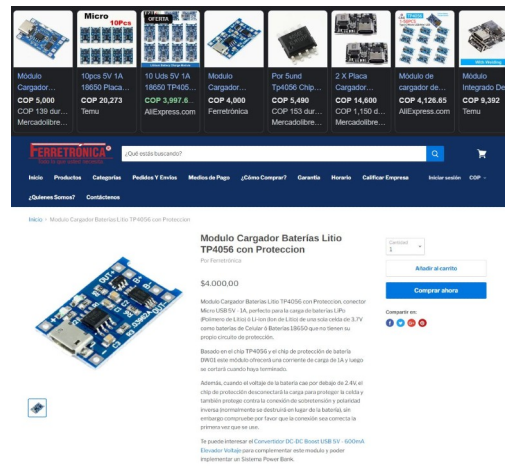 Micro
10Pcs
OFERTA
Módulo
Cargador...
COP 5,000
COP 139 dur...
Mercadolibre...
10pcs 5V 1A
18650 Placa...
COP 20,273
Temu
10 Uds 5V 1A
18650 TP405...
COP 3,997.6...
AliExpress.com
Modulo
Cargador...
COP 4,000
Ferretrónica
Por 5und
Tp4056 Chip...
COP 5,490
COP 153 dur...
Mercadolibre...
2 X Placa
Cargador...
COP 14,600
COP 1,150 d...
Mercadolibre...
Módulo de
cargador de...
COP 4,126.65
AliExpress.com
Módulo
Integrado De
COP 9,392
Temu
FERRETRÓNICA
¿Qué estás buscando?
Inicio Productos Categorías Pedidos Y Envios Medios de Pago ¿Cómo Comprar? Garantía Horario Calificar Empresa Iniciar sesión COP
¿Quienes Somos? Contáctenos
Inicio > Modulo Cargador Baterías Litio TP4056 con Proteccion
Modulo Cargador Baterías Litio
TP4056 con Proteccion
Por Ferretrónica
$4.000,00
Modulo Cargador Baterías Litio TP4056 con Proteccion, conector
Micro USB 5V - 1A, perfecto para la carga de baterías LiPo
(Polímero de Litio) ó Li-ion (Ion de Litio) de una sola celda de 3.7V
como baterías de Celular ó Baterías 18650 que no tienen su
propio circuito de protección.
Basado en el chip TP4056 y el chip de protección de batería
DW01 este módulo ofrecerá una corriente de carga de 1A y luego
se cortará cuando haya terminado.
Además, cuando el voltaje de la batería cae por debajo de 2.4V, el
chip de protección desconectará la carga para proteger la celda y
también protege contra la conexión de sobretensión y polaridad
inversa (normalmente se destruirá en lugar de la batería), sin
embargo compruebe por favor que la conexión sea correcta la
primera vez que se use.
Te puede interesar el Convertidor DC-DC Boost USB 5V - 600mA
Elevador Voltaje para complementar este modulo y poder
implementar un Sistema Power Bank.
Cantidad
1
Añadir al carrito
Comprar ahora
Compartir en: